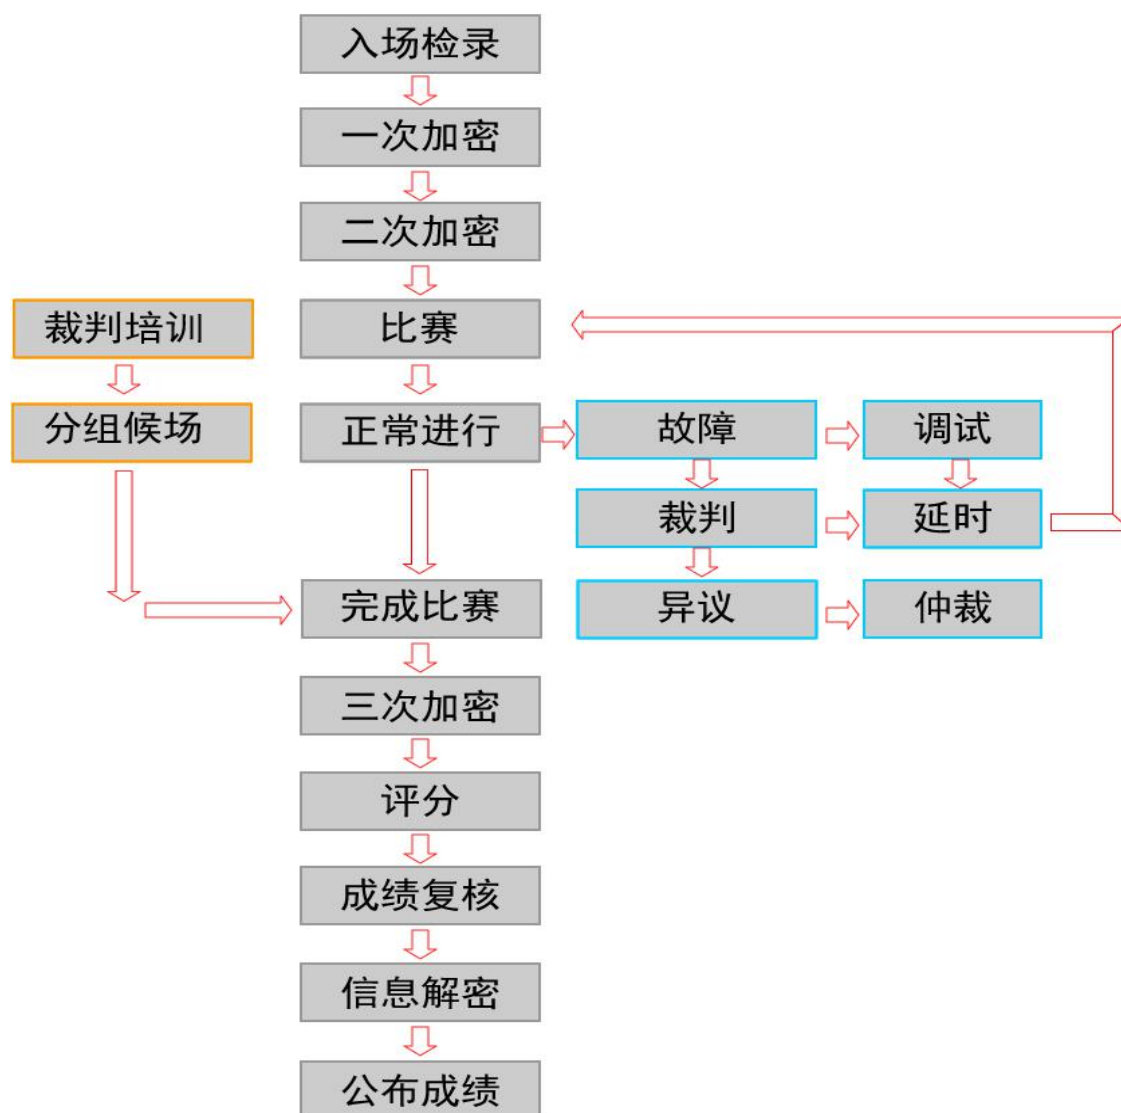 入场检录
一次加密
二次加密
裁判培训
比赛
分组候场
正常进行
故障
调试
裁判
延时
完成比赛
异议
仲裁
三次加密
评分
成绩复核
信息解密
公布成绩